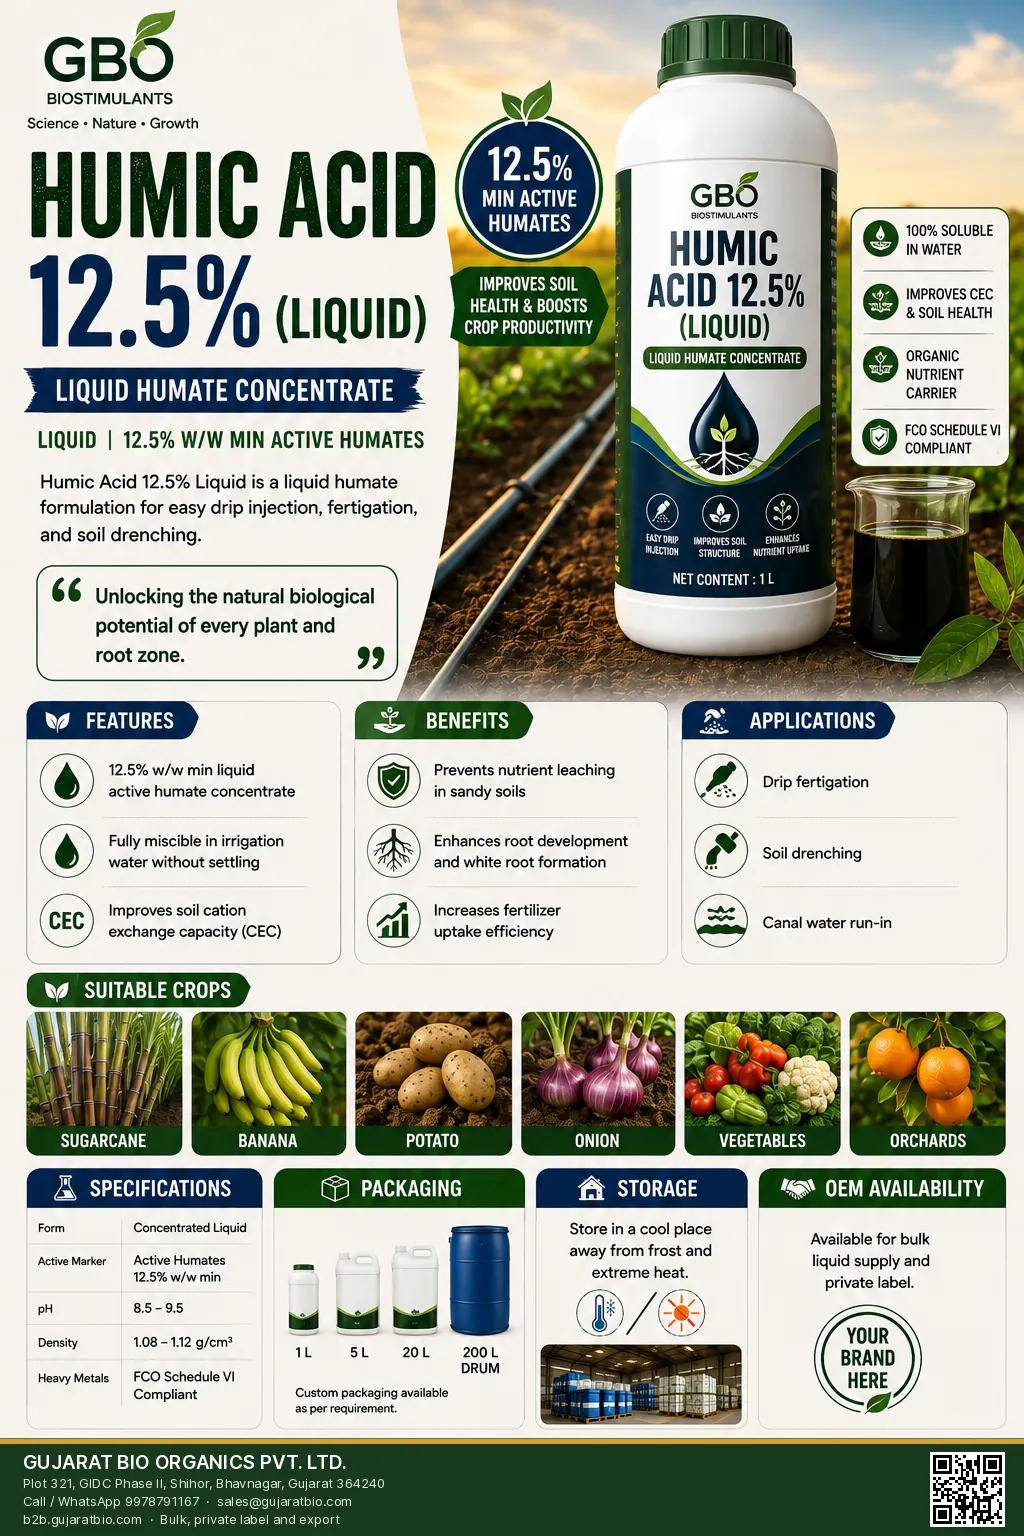 GBO
BIOSTIMULANTS
Science • Nature • Growth
HUMIC ACID
12.5% (LIQUID)
LIQUID HUMATE CONCENTRATE
LIQUID | 12.5% W/W MIN ACTIVE HUMATES
Humic Acid 12.5% Liquid is a liquid humate
formulation for easy drip injection, fertigation,
and soil drenching.
“ Unlocking the natural biological
potential of every plant and
root zone. ”
12.5%
MIN ACTIVE
HUMATES
IMPROVES SOIL
HEALTH & BOOSTS
CROP PRODUCTIVITY
GBO
BIOSTIMULANTS
HUMIC
ACID 12.5%
(LIQUID)
LIQUID HUMATE CONCENTRATE
EASY DRIP
INJECTION
IMPROVES SOIL
STRUCTURE
ENHANCES
NUTRIENT UPTAKE
NET CONTENT : 1 L
100% SOLUBLE
IN WATER
IMPROVES CEC
& SOIL HEALTH
ORGANIC
NUTRIENT
CARRIER
FCO SCHEDULE VI
COMPLIANT
FEATURES
12.5% w/w min liquid
active humate concentrate
Fully miscible in irrigation
water without settling
CEC
Improves soil cation
exchange capacity (CEC)
BENEFITS
Prevents nutrient leaching
in sandy soils
Enhances root development
and white root formation
Increases fertilizer
uptake efficiency
APPLICATIONS
Drip fertigation
Soil drenching
Canal water run-in
SUITABLE CROPS
SUGARCANE
BANANA
POTATO
ONION
VEGETABLES
ORCHARDS
SPECIFICATIONS
Form Concentrated Liquid
Active Marker Active Humates
12.5% w/w min
pH 8.5 – 9.5
Density 1.08 – 1.12 g/cm³
Heavy Metals FCO Schedule VI
Compliant
PACKAGING
1 L 5 L 20 L 200 L
DRUM
Custom packaging available
as per requirement.
STORAGE
Store in a cool place
away from frost and
extreme heat.
OEM AVAILABILITY
Available for bulk
liquid supply and
private label.
YOUR
BRAND
HERE
GUJARAT BIO ORGANICS PVT. LTD.
Plot 321, GIDC Phase II, Shihor, Bhavnagar, Gujarat 364240
Call / WhatsApp 9978791167 · sales@gujaratbio.com
b2b.gujaratbio.com · Bulk, private label and export